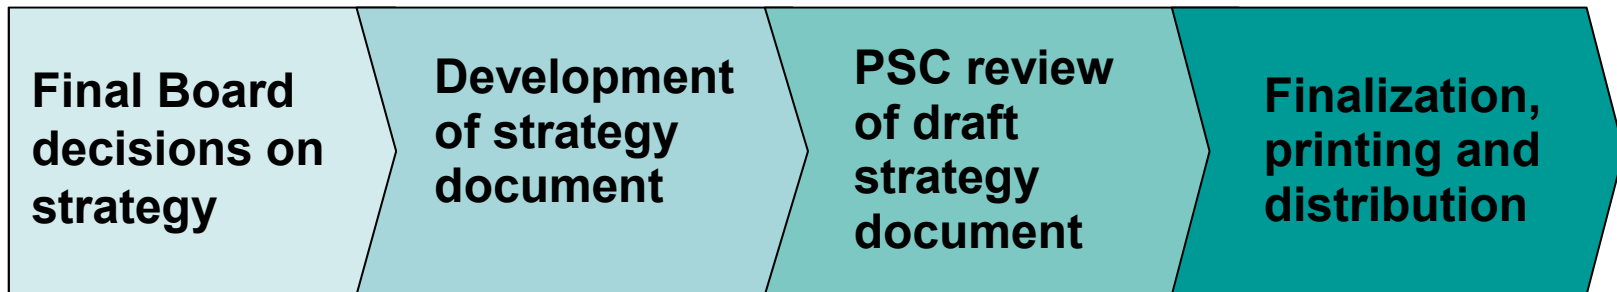 Final Board
decisions on
strategy
Development
of strategy
document
PSC review
of draft
strategy
document
Finalization,
printing and
distribution